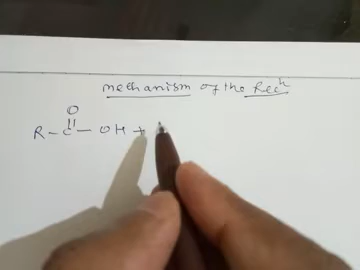 mechanism of the Recn
O
||
R-C-OH +